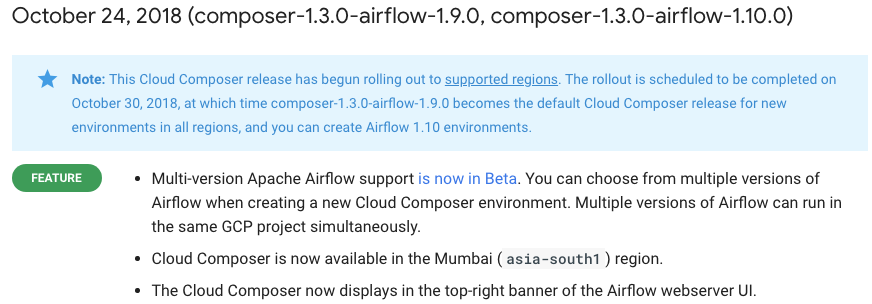 October 24, 2018 (composer-1.3.0-airflow-1.9.0, composer-1.3.0-airflow-1.10.0)
Note: This Cloud Composer release has begun rolling out to supported regions. The rollout is scheduled to be completed on
October 30, 2018, at which time composer-1.3.0-airflow-1.9.0 becomes the default Cloud Composer release for new
environments in all regions, and you can create Airflow 1.10 environments.
FEATURE
• Multi-version Apache Airflow support is now in Beta. You can choose from multiple versions of
Airflow when creating a new Cloud Composer environment. Multiple versions of Airflow can run in
the same GCP project simultaneously.
• Cloud Composer is now available in the Mumbai ( asia-south1 ) region.
• The Cloud Composer now displays in the top-right banner of the Airflow webserver UI.